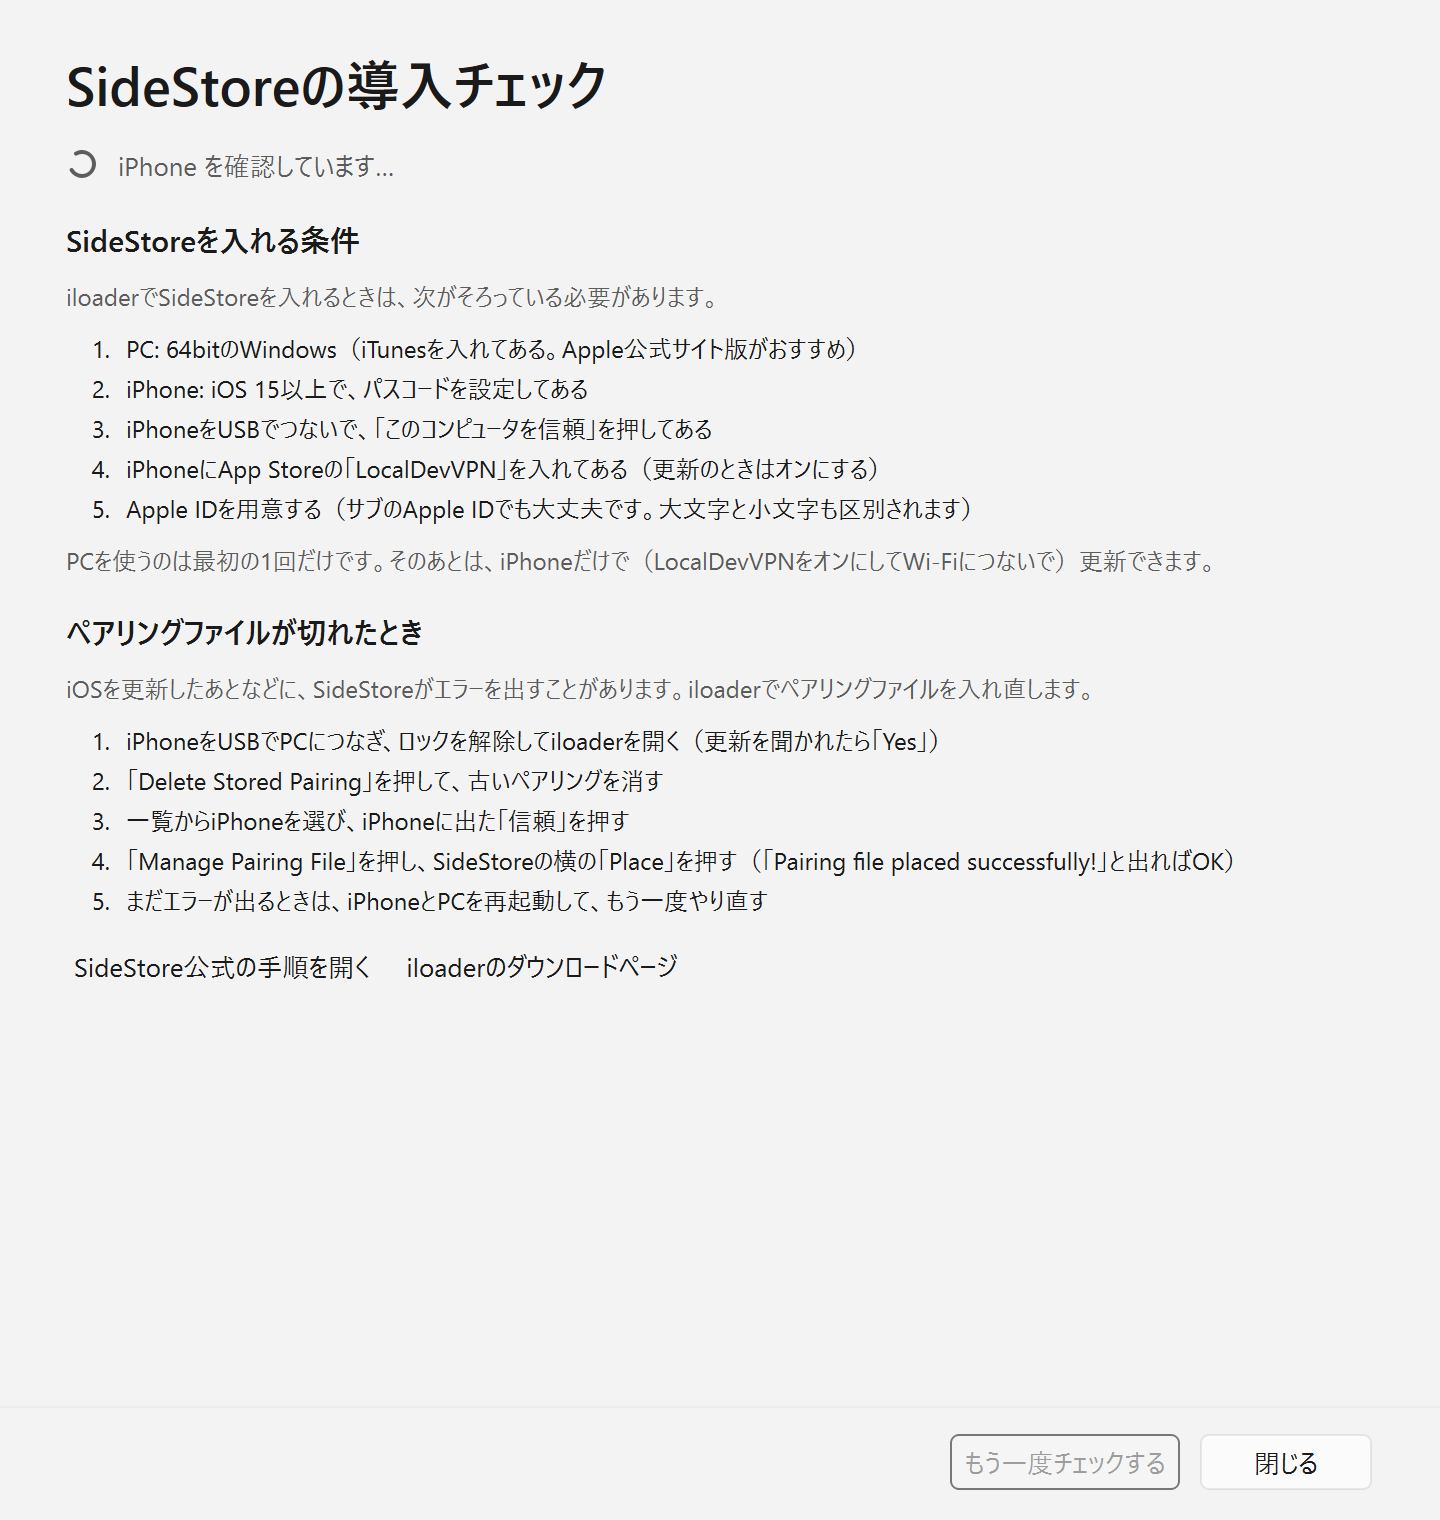 SideStoreの導入チェック
iPhone を確認しています...
SideStoreを入れる条件
iloaderでSideStoreを入れるときは、次がそろっている必要があります。
1. PC: 64bitのWindows（iTunesを入れてある。Apple公式サイト版がおすすめ）
2. iPhone: iOS 15以上で、パスコードを設定してある
3. iPhoneをUSBでつないで、「このコンピュータを信頼」を押してある
4. iPhoneにApp Storeの「LocalDevVPN」を入れてある（更新のときはオンにする）
5. Apple IDを用意する（サブのApple IDでも大丈夫です。大文字と小文字も区別されます）
PCを使うのは最初の1回だけです。そのあとは、iPhoneだけで（LocalDevVPNをオンにしてWi-Fiにつないで）更新できます。
ペアリングファイルが切れたとき
iOSを更新したあとなどに、SideStoreがエラーを出すことがあります。iloaderでペアリングファイルを入れ直します。
1. iPhoneをUSBでPCにつなぎ、ロックを解除してiloaderを開く（更新を聞かれたら「Yes」）
2. 「Delete Stored Pairing」を押して、古いペアリングを消す
3. 一覧からiPhoneを選び、iPhoneに出た「信頼」を押す
4. 「Manage Pairing File」を押し、SideStoreの横の「Place」を押す（「Pairing file placed successfully!」と出ればOK）
5. まだエラーが出るときは、iPhoneとPCを再起動して、もう一度やり直す
SideStore公式の手順を開く iloaderのダウンロードページ
もう一度チェックする 閉じる